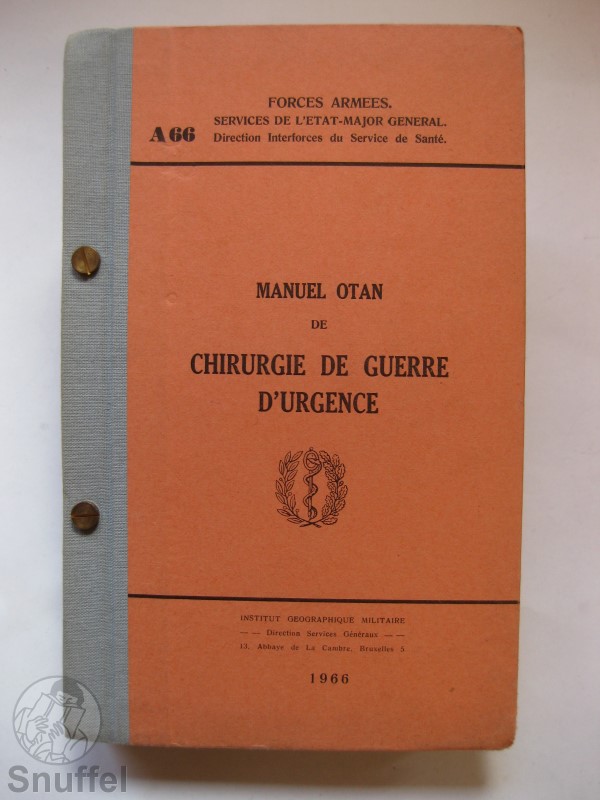 FORCES ARMEES.
SERVICES DE L'ETAT-MAJOR GENERAL.
A 66 Direction Interforces du Service de Santé.
MANUEL OTAN
DE
CHIRURGIE DE GUERRE
D'URGENCE
INSTITUT GEOGRAPHIQUE MILITAIRE
—— Direction Services Généraux ——
13, Abbaye de La Cambre, Bruxelles 5
1966
Snuffel